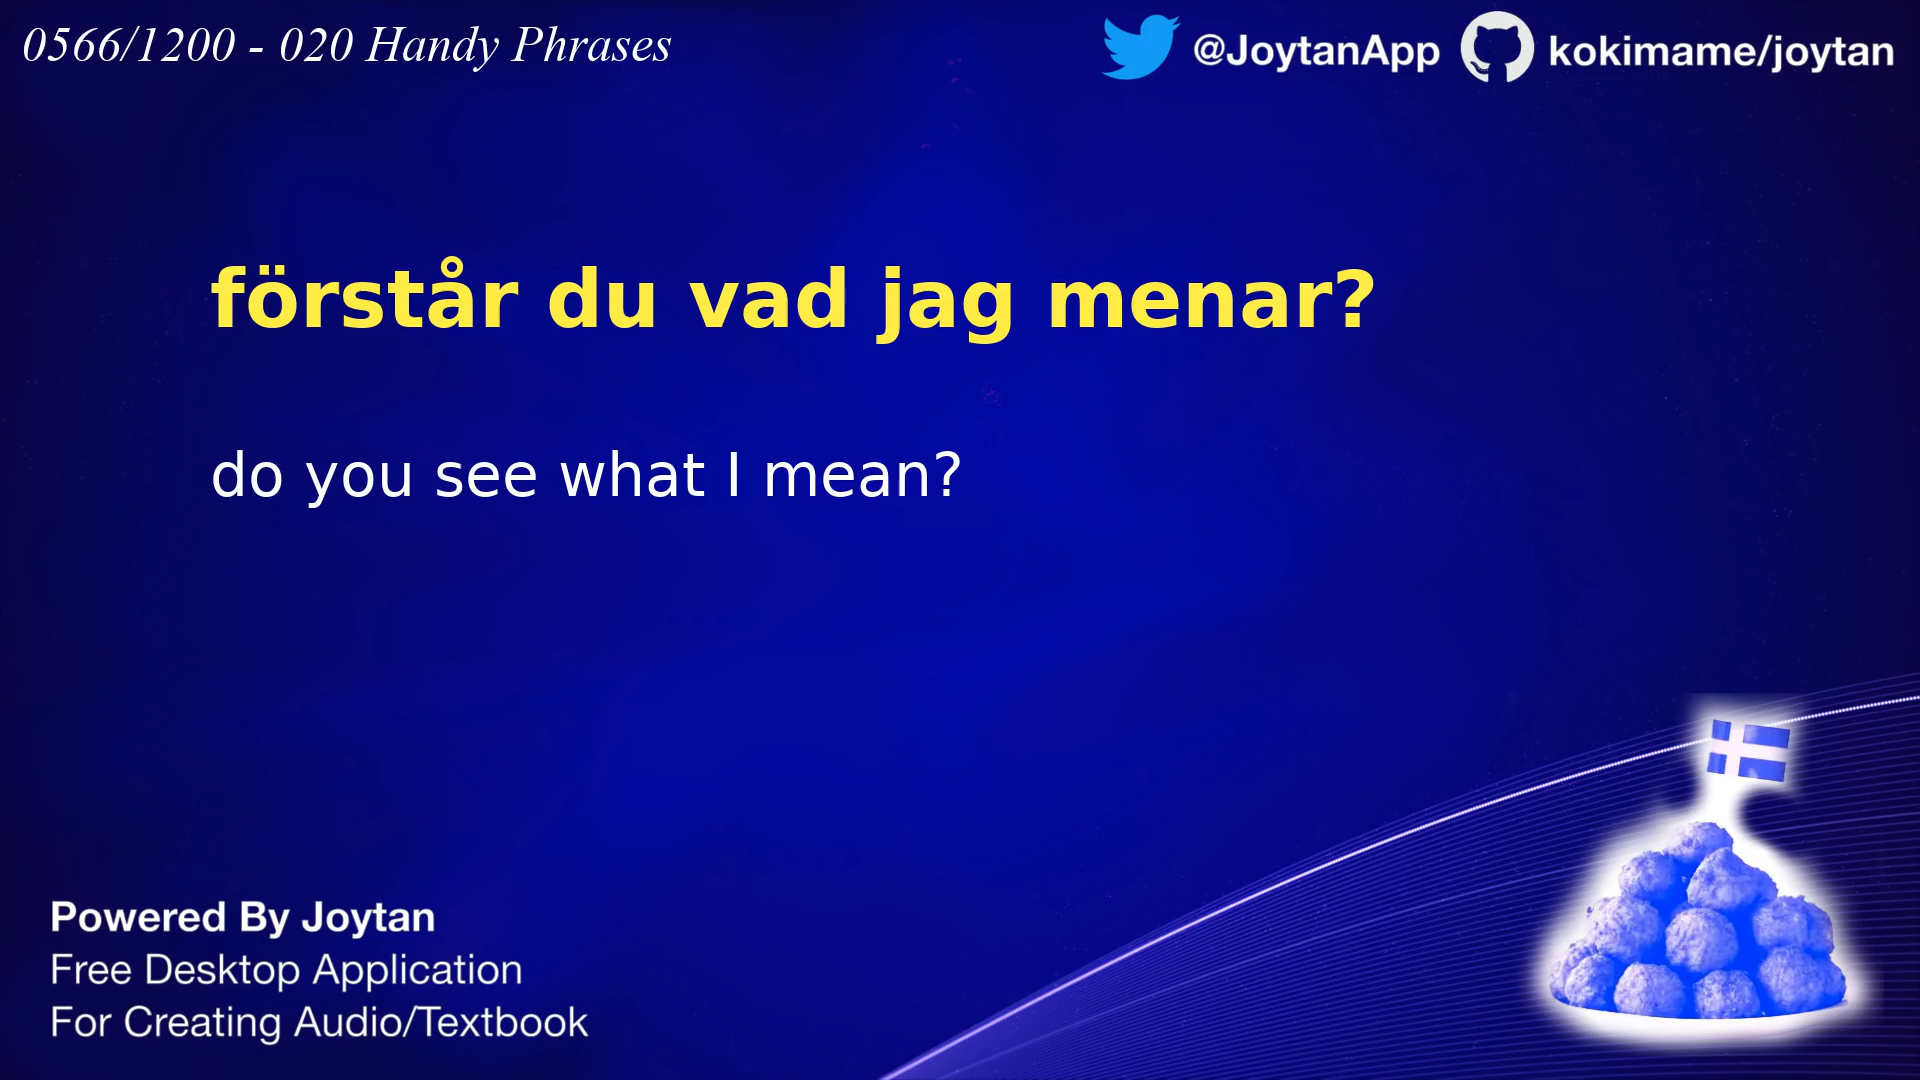 0566/1200 - 020 Handy Phrases
@JoytanApp
kokimame/joytan
förstår du vad jag menar?
do you see what I mean?
Powered By Joytan
Free Desktop Application
For Creating Audio/Textbook